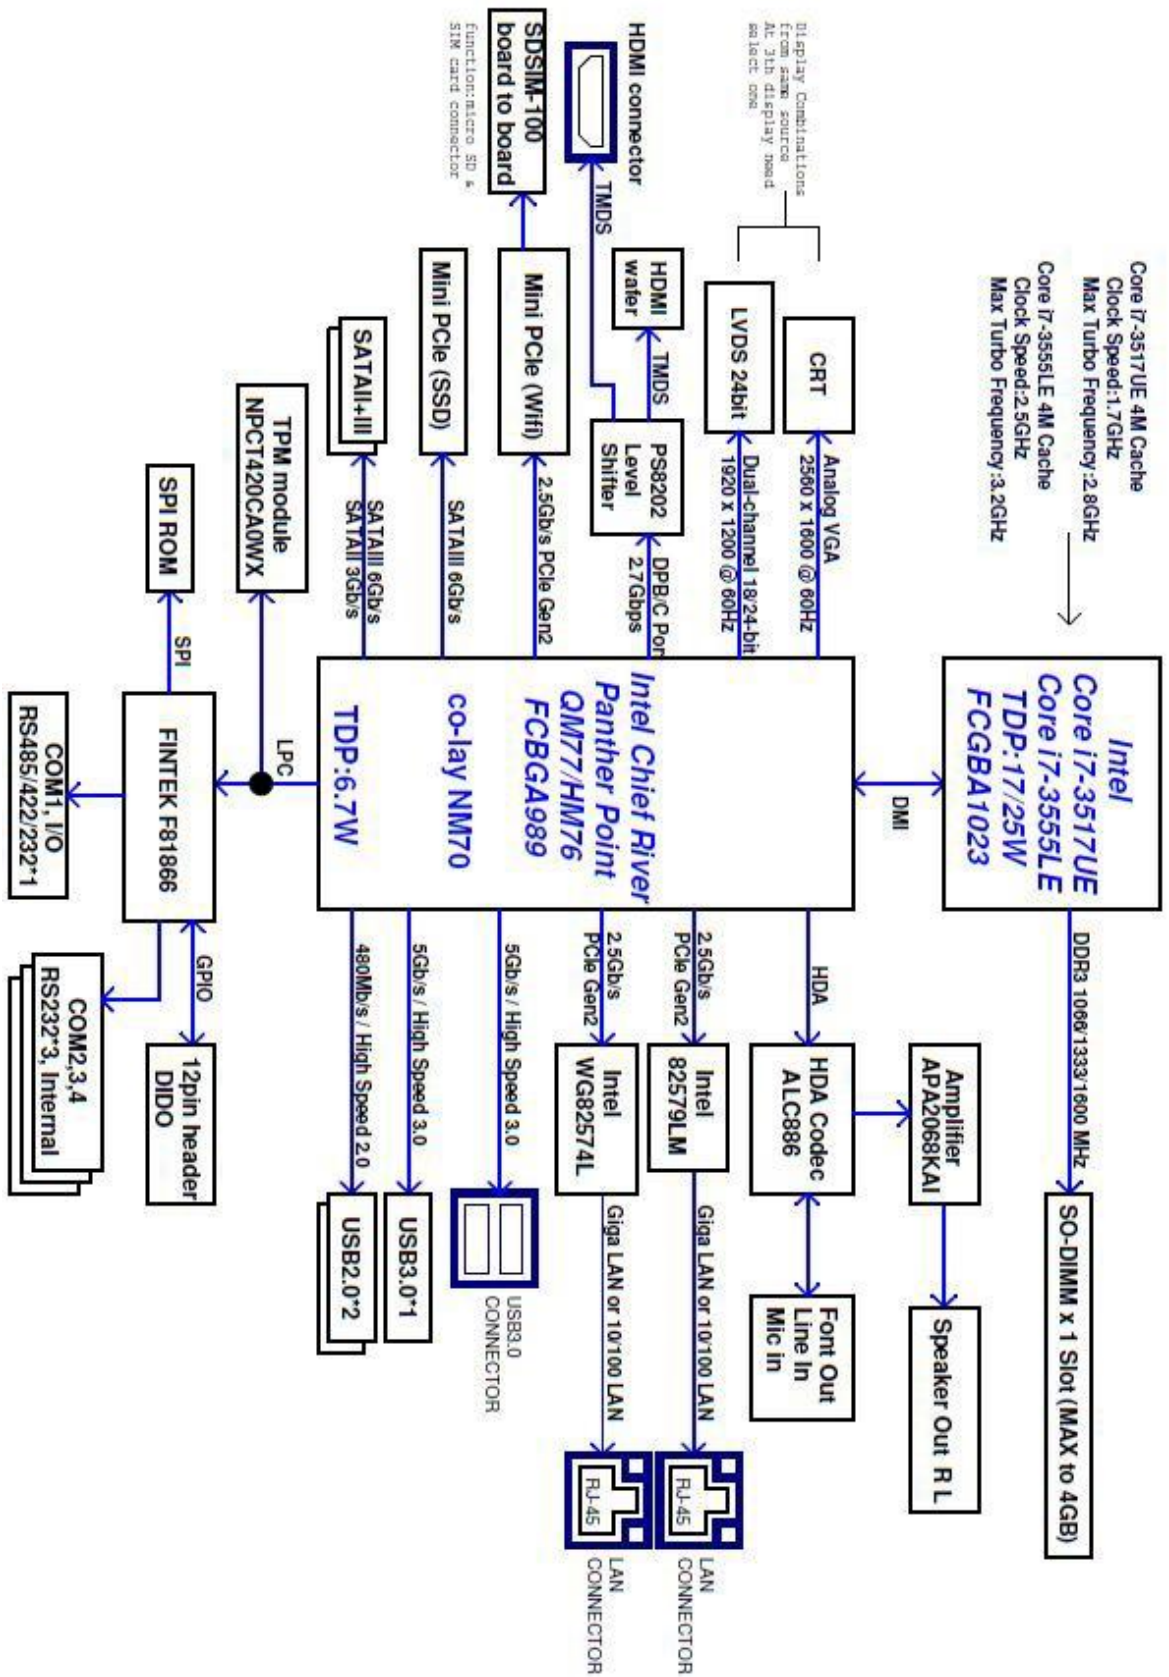 Core i7-3517UE 4M Cache
Clock Speed:1.7GHz
Max Turbo Frequency:2.8GHz
Core i7-3555LE 4M Cache
Clock Speed:2.5GHz
Max Turbo Frequency:3.2GHz
Intel
Core i7-3517UE
Core i7-3555LE
TDP:17/25W
FCGBA1023
DDR3 1066/13333/1600 MHz
SO-DIMM x 1 Slot (MAX to 4GB)
DMI
Display Combinations
from same source
At 3th display need
select one
CRT
Analog VGA
2560 x 1600 @ 60Hz
LVDS 24bit
Dual-channel 18/24-bit
1920 x 1200 @ 60Hz
HDMI connector
TMDS
HDMI
wafer
TMDS
PS8202
Level
Shifter
DPB/C Por
2.7Gbps
SDSIM-100
board to board
function:micro SD &
SIM card connector
Mini PCIe (Wifi)
2.5Gb/s PCIe Gen2
Mini PCIe (SSD)
SATAIII 6Gb/s
SATAII+III
SATAIII 6Gb/s
SATAII 3Gb/s
Intel Chief River
Panther Point
QM77/HM76
FCBGA989
co-lay NM70
TDP:6.7W
HDA
HDA Codec
ALC886
Amplifier
APA2068KAI
Speaker Out R L
Font Out
Line In
Mic in
2.5Gb/s
PCIe Gen2
Intel
82579LM
Giga LAN or 10/100 LAN
RJ-45
LAN
CONNECTOR
2.5Gb/s
PCIe Gen2
Intel
WG82574L
Giga LAN or 10/100 LAN
RJ-45
LAN
CONNECTOR
5Gb/s / High Speed 3.0
USB3.0
CONNECTOR
5Gb/s / High Speed 3.0
USB3.0*1
480Mb/s / High Speed 2.0
USB2.0*2
LPC
TPM module
NPCT420CA0WX
SPI ROM
SPI
FINTEK F81866
GPIO
12pin header
DIDO
COM1, I/O
RS485/422/232*1
COM2,3,4
RS232*3, Internal